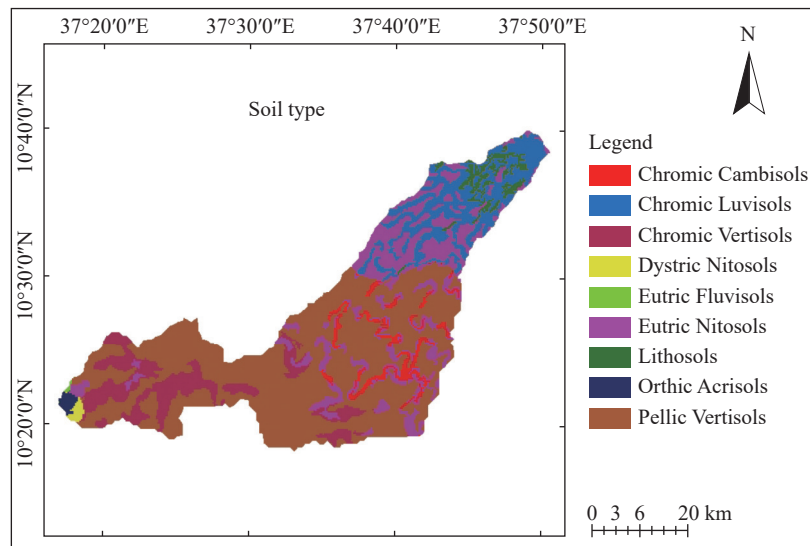 37°20′0″E 37°30′0″E 37°40′0″E 37°50′0″E
N
Soil type
10°40′0″N
10°30′0″N
10°20′0″N
Legend
Chromic Cambisols
Chromic Luvisols
Chromic Vertisols
Dystric Nitosols
Eutric Fluvisols
Eutric Nitosols
Lithosols
Orthic Acrisols
Pellic Vertisols
0 3 6 20 km